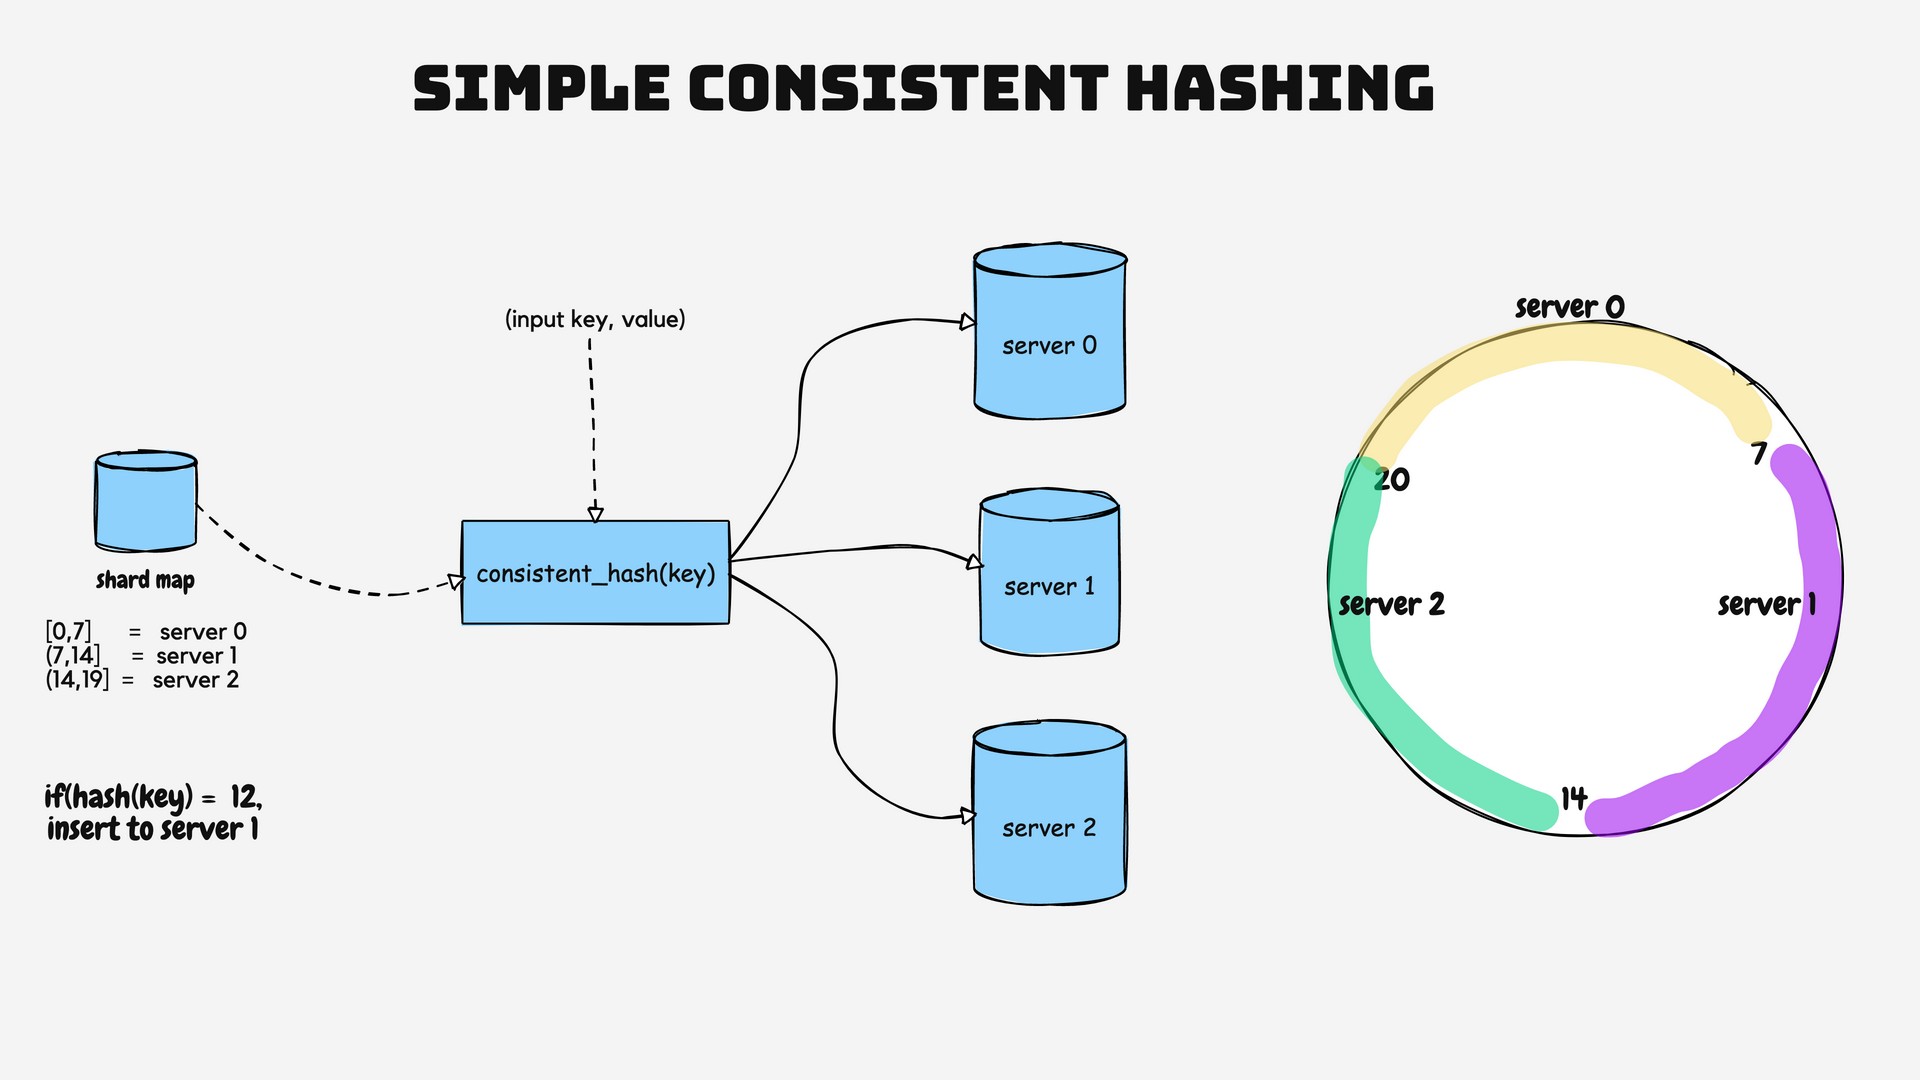 SIMPLE CONSISTENT HASHING
(input key, value)
shard map
[0,7] = server 0
(7,14] = server 1
(14,19] = server 2
if(hash(key) = 12,
insert to server 1
consistent_hash(key)
server 0
server 1
server 2
server 0
7
20
server 2
server 1
14